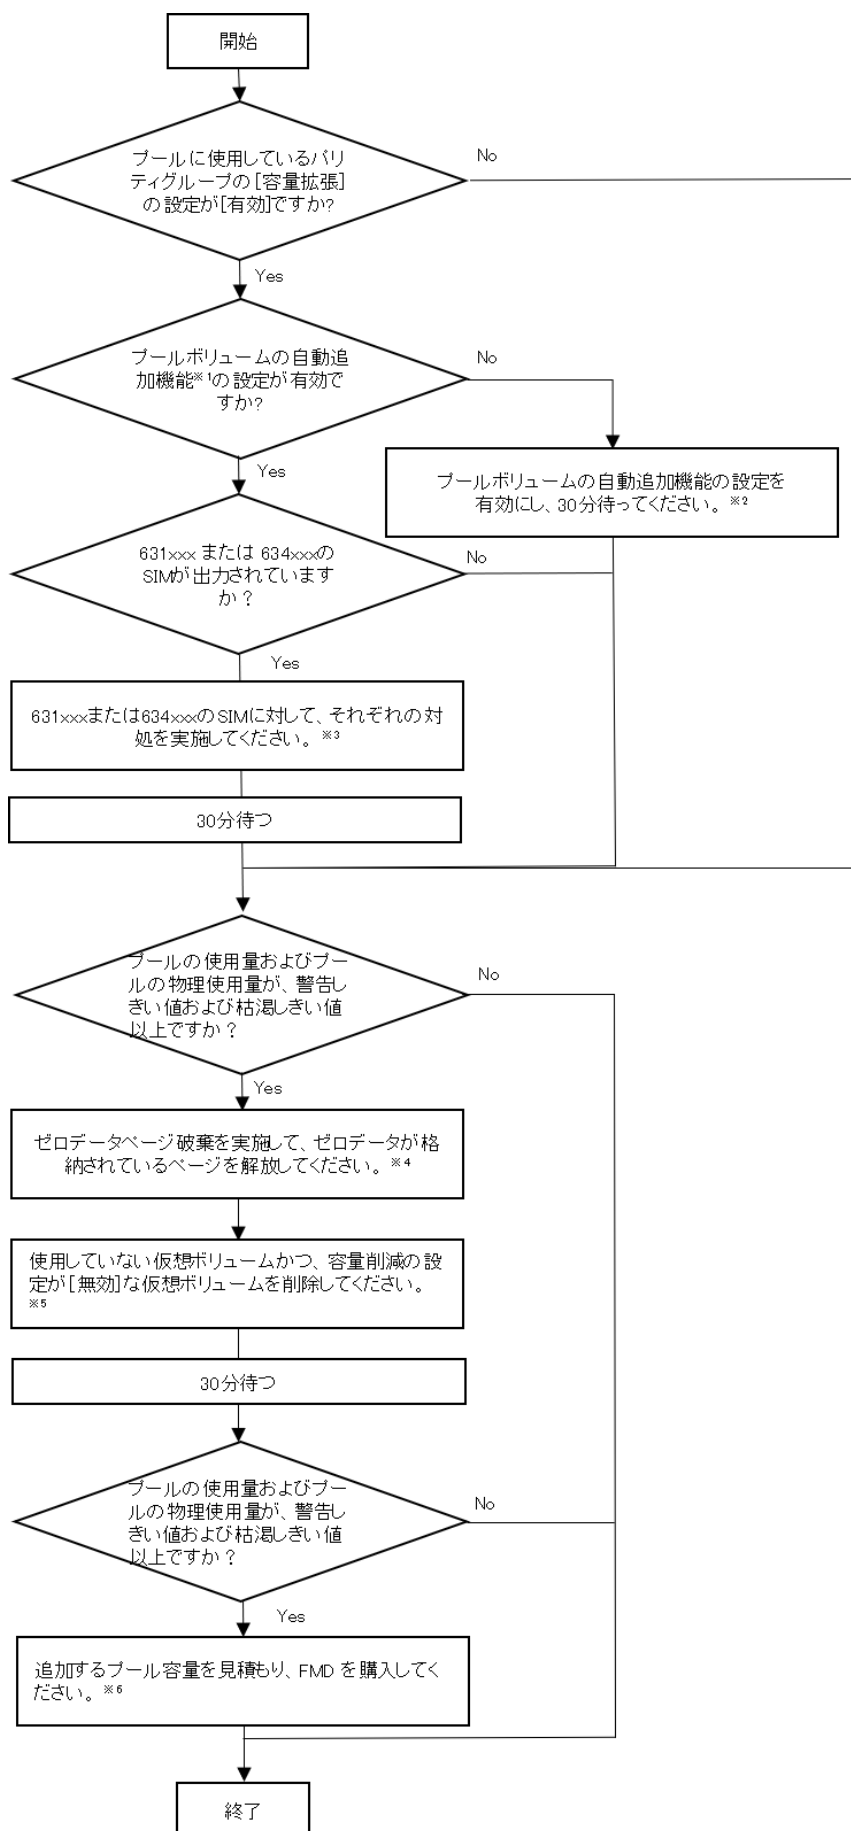 開始
プールに使用しているパリ
ティグループの[容量拡張]
の設定が[有効]ですか?
No
Yes
プールボリュームの自動追
加機能※1の設定が有効で
すか?
No
Yes
プールボリュームの自動追加機能の設定を
有効にし、30分待ってください。※2
631xxx または 634xxxの
SIMが出力されています
か？
No
Yes
631xxxまたは634xxxのSIMに対して、それぞれの対
処を実施してください。※3
30分待つ
プールの使用量およびプー
ルの物理使用量が、警告し
きい値および枯渇しきい値
以上ですか？
No
Yes
ゼロデータページ破棄を実施して、ゼロデータが格
納されているページを解放してください。※4
使用していない仮想ボリュームかつ、容量削減の設
定が[無効]な仮想ボリュームを削除してください。
※5
30分待つ
プールの使用量およびプー
ルの物理使用量が、警告し
きい値および枯渇しきい値
以上ですか？
No
Yes
追加するプール容量を見積もり、FMD を購入してく
ださい。※6
終了